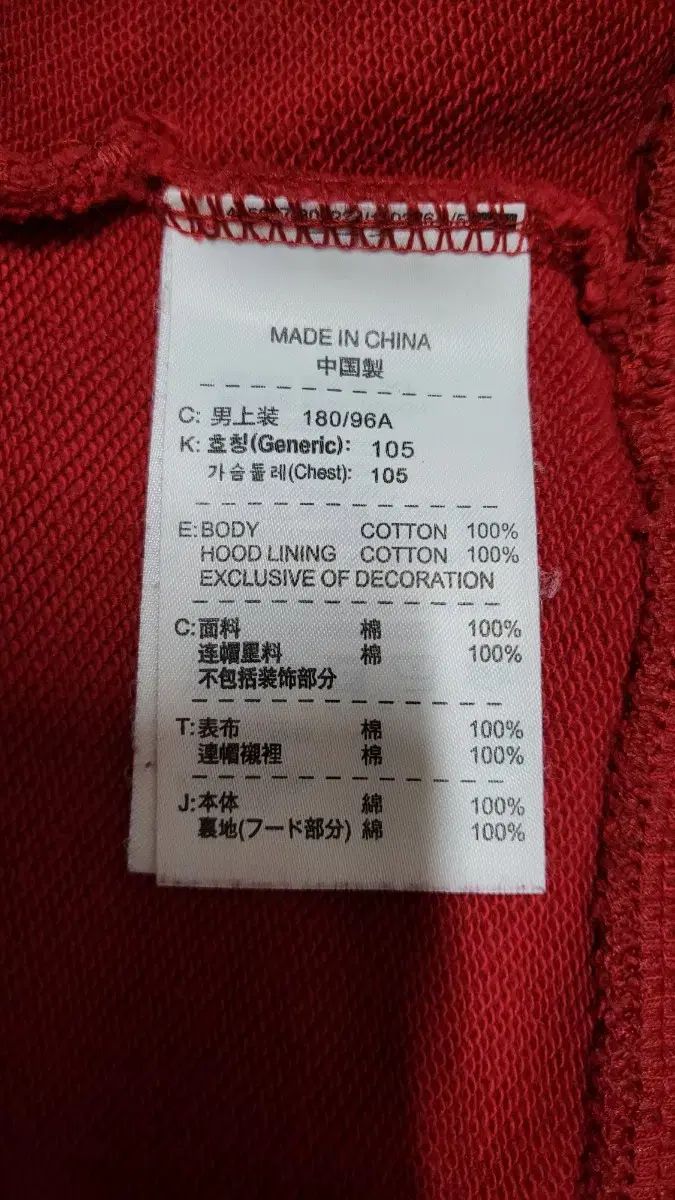 MADE IN CHINA
中国製
C: 男上装 180/96A
K: 호칭(Generic): 105
가슴둘레(Chest): 105
E: BODY COTTON 100%
HOOD LINING COTTON 100%
EXCLUSIVE OF DECORATION
C: 面料 棉 100%
连帽里料 棉 100%
不包括装饰部分
T: 表布 棉 100%
連帽襯裡 棉 100%
J: 本体 綿 100%
裏地(フード部分) 綿 100%